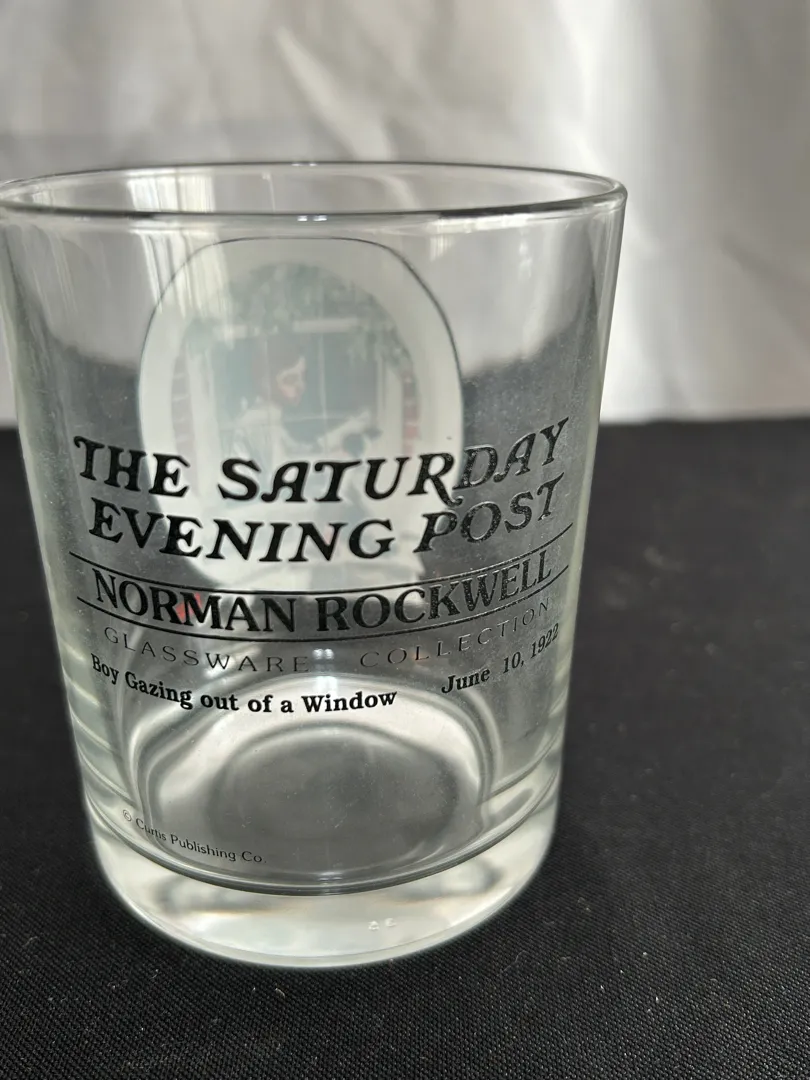 THE SATURDAY
EVENING POST
NORMAN ROCKWELL
GLASSWARE COLLECTION
Boy Gazing out of a Window June 10, 1922
© Curtis Publishing Co.